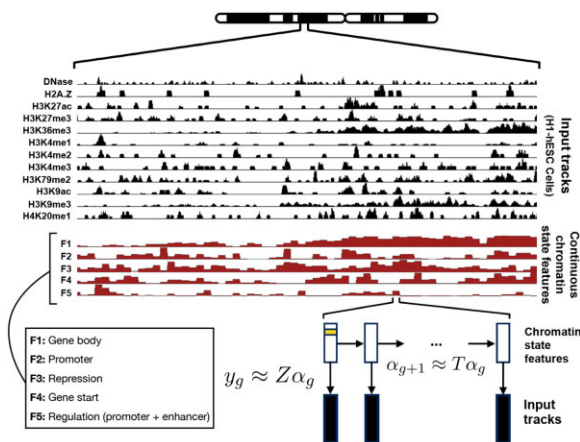 DNase
H2A.Z
H3K27ac
H3K27me3
H3K36me3
H3K4me1
H3K4me2
H3K4me3
H3K79me2
H3K9ac
H3K9me3
H4K20me1
Input tracks
(H1-hESC Cells)
F1
F2
F3
F4
F5
Continuous
chromatin
state features
F1: Gene body
F2: Promoter
F3: Repression
F4: Gene start
F5: Regulation (promoter + enhancer)
y_g ≈ Zα_g
...
α_{g+1} ≈ Tα_g
Chromatin
state
features
Input
tracks